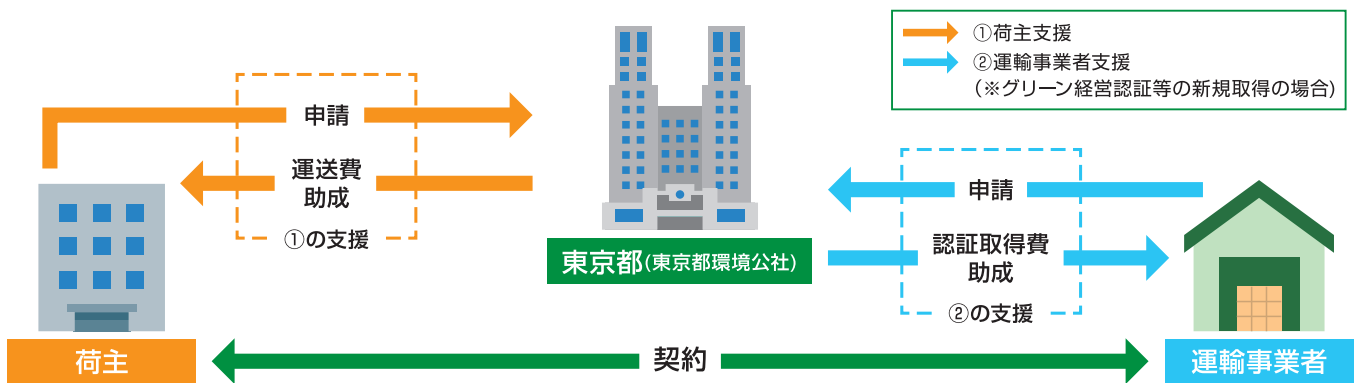 ①荷主支援
②運輸事業者支援
（※グリーン経営認証等の新規取得の場合）
申請
運送費
助成
①の支援
東京都(東京都環境公社)
申請
認証取得費
助成
②の支援
荷主
契約
運輸事業者